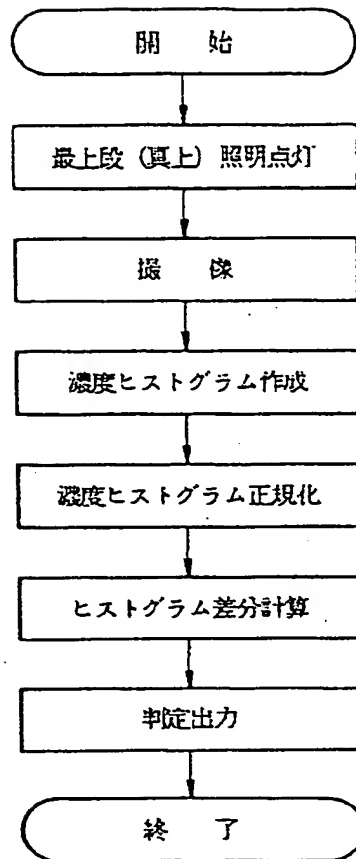 開始
最上段（真上）照明点灯
撮像
濃度ヒストグラム作成
濃度ヒストグラム正規化
ヒストグラム差分計算
判定出力
終了